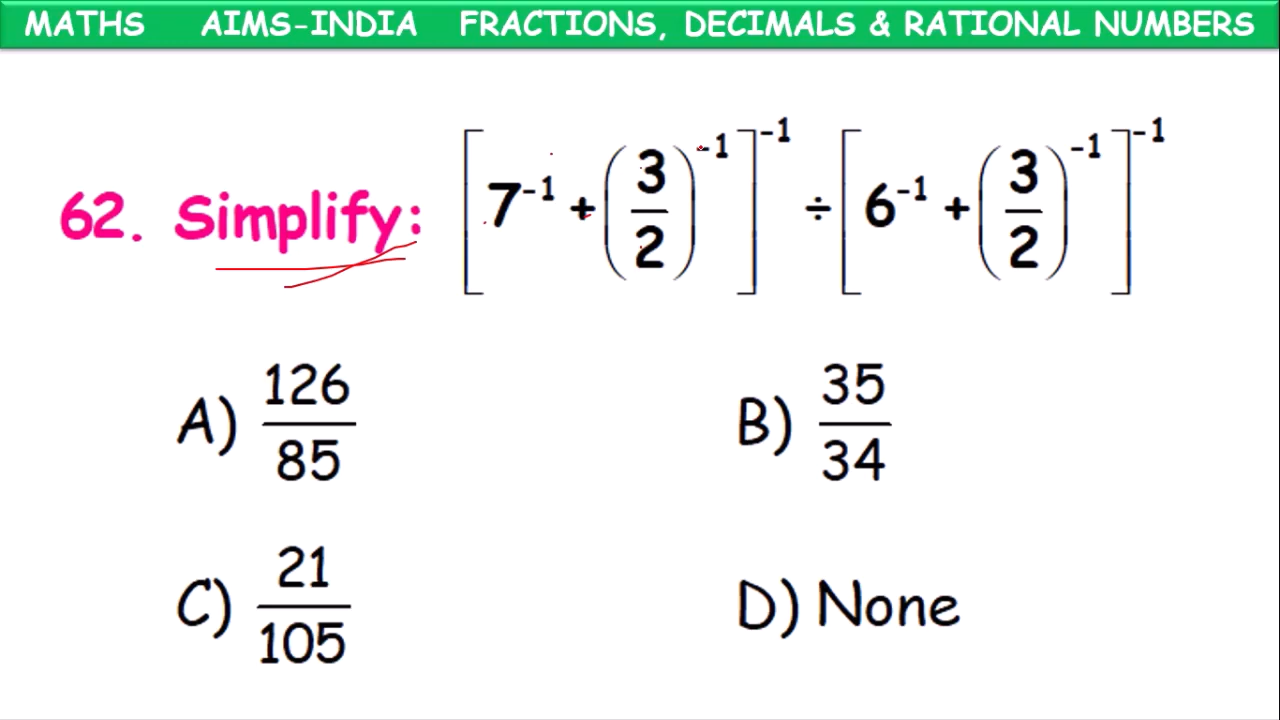 MATHS AIMS-INDIA FRACTIONS, DECIMALS & RATIONAL NUMBERS
62. Simplify: [7⁻¹ + (3/2)⁻¹]⁻¹ ÷ [6⁻¹ + (3/2)⁻¹]⁻¹
A) 126/85 B) 35/34
C) 21/105 D) None